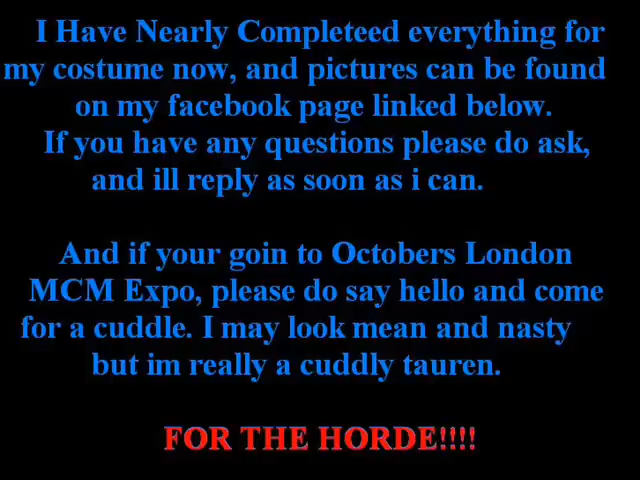 I Have Nearly Completeed everything for
my costume now, and pictures can be found
on my facebook page linked below.
If you have any questions please do ask,
and ill reply as soon as i can.
And if your goin to Octobers London
MCM Expo, please do say hello and come
for a cuddle. I may look mean and nasty
but im really a cuddly tauren.
FOR THE HORDE!!!!